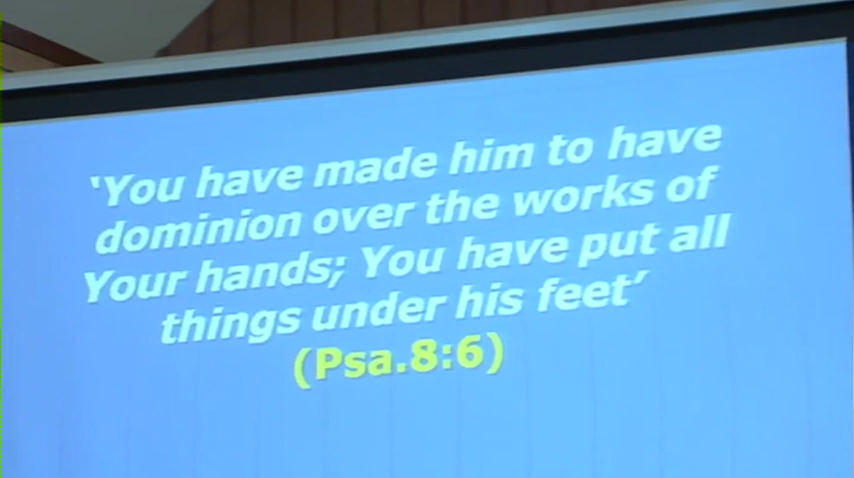 ‘You have made him to have
dominion over the works of
Your hands; You have put all
things under his feet’
(Psa.8:6)